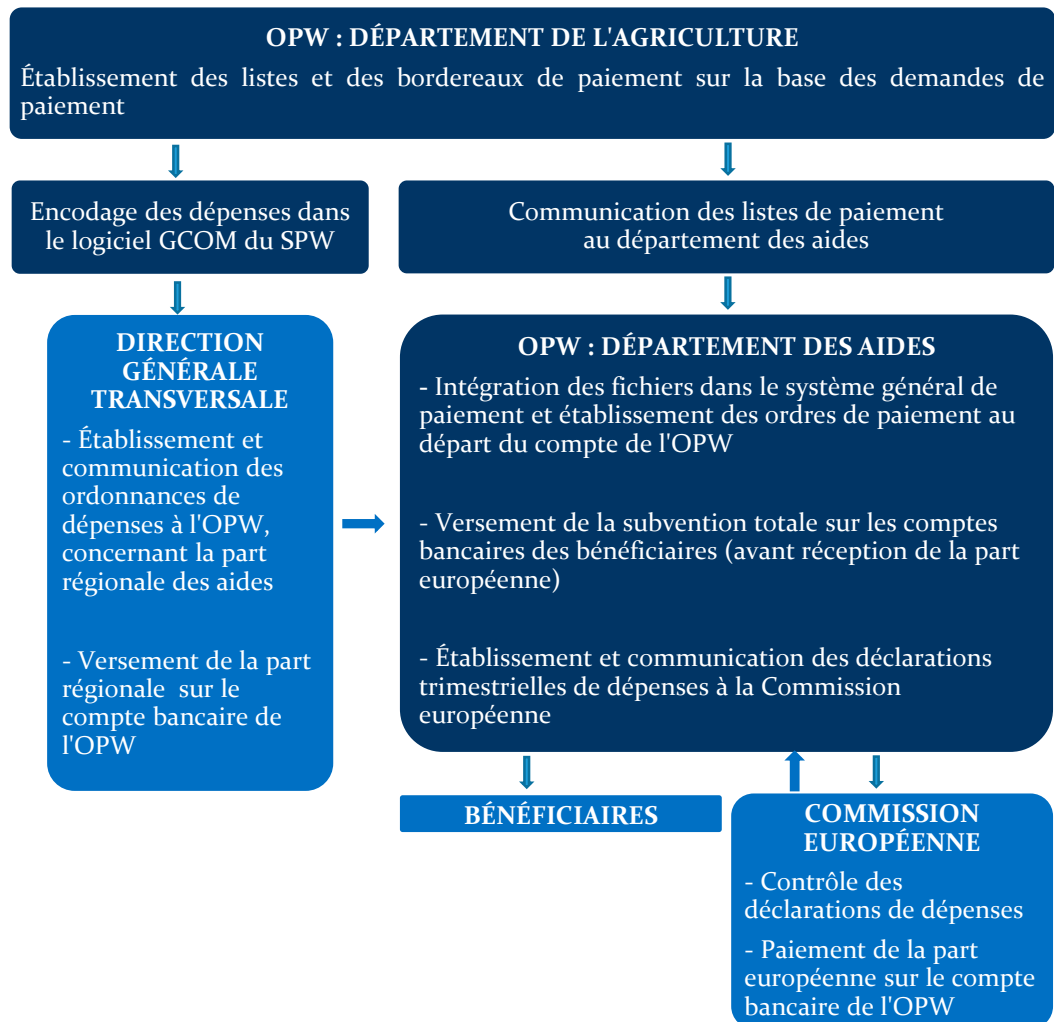 OPW : DÉPARTEMENT DE L'AGRICULTURE
Établissement des listes et des bordereaux de paiement sur la base des demandes de
paiement
Encodage des dépenses dans
le logiciel GCOM du SPW
Communication des listes de paiement
au département des aides
DIRECTION
GÉNÉRALE
TRANSVERSALE
- Établissement et
communication des
ordonnances de
dépenses à l'OPW,
concernant la part
régionale des aides
- Versement de la part
régionale sur le
compte bancaire de
l'OPW
OPW : DÉPARTEMENT DES AIDES
- Intégration des fichiers dans le système général de
paiement et établissement des ordres de paiement au
départ du compte de l'OPW
- Versement de la subvention totale sur les comptes
bancaires des bénéficiaires (avant réception de la part
européenne)
- Établissement et communication des déclarations
trimestrielles de dépenses à la Commission
européenne
BÉNÉFICIAIRES
COMMISSION
EUROPÉENNE
- Contrôle des
déclarations de dépenses
- Paiement de la part
européenne sur le compte
bancaire de l'OPW